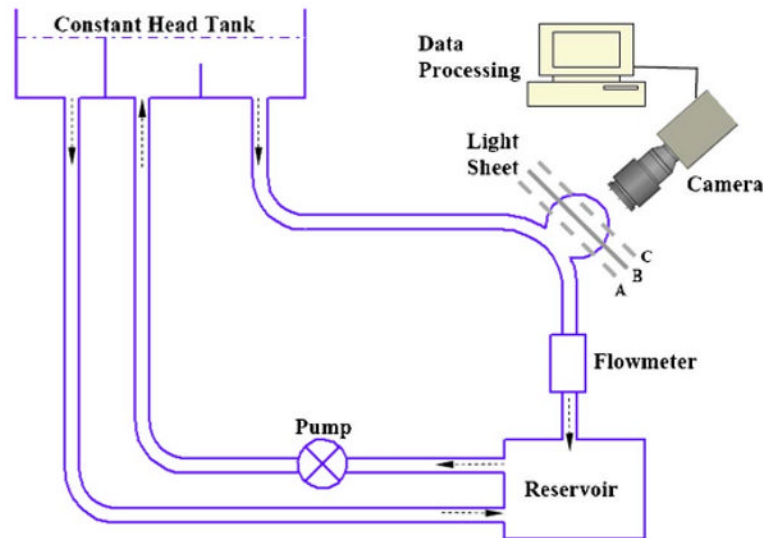 Constant Head Tank
Data
Processing
Light
Sheet
Camera
C
B
A
Flowmeter
Pump
Reservoir